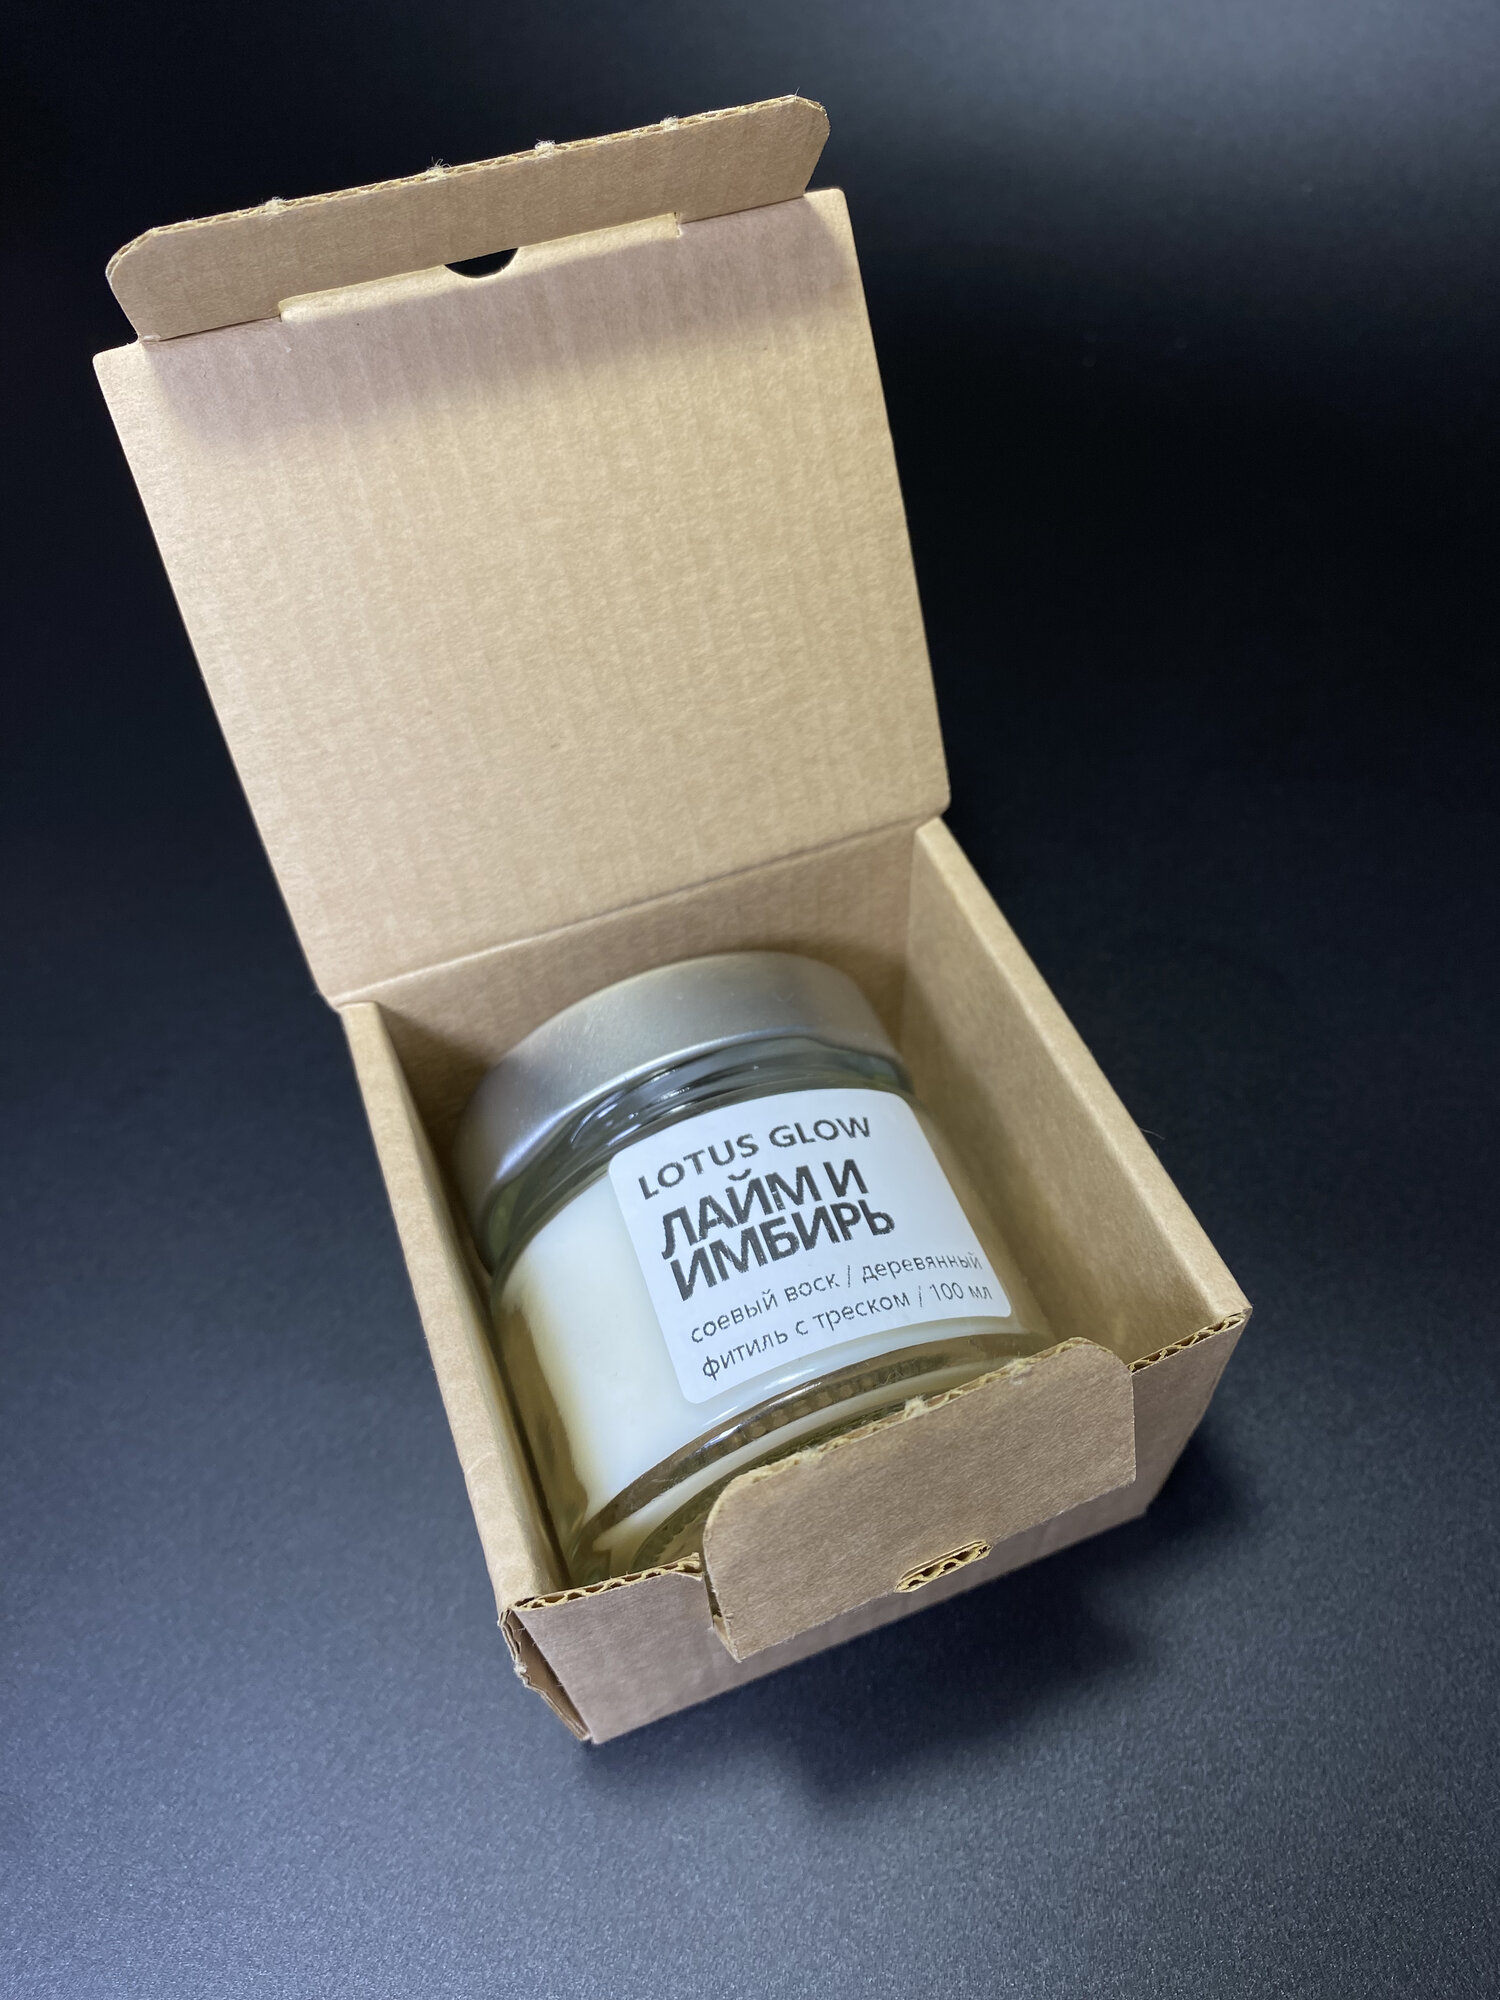 LOTUS GLOW
ЛАЙМ И
ИМБИРЬ
соевый воск / деревянный
фитиль с треском / 100 мл